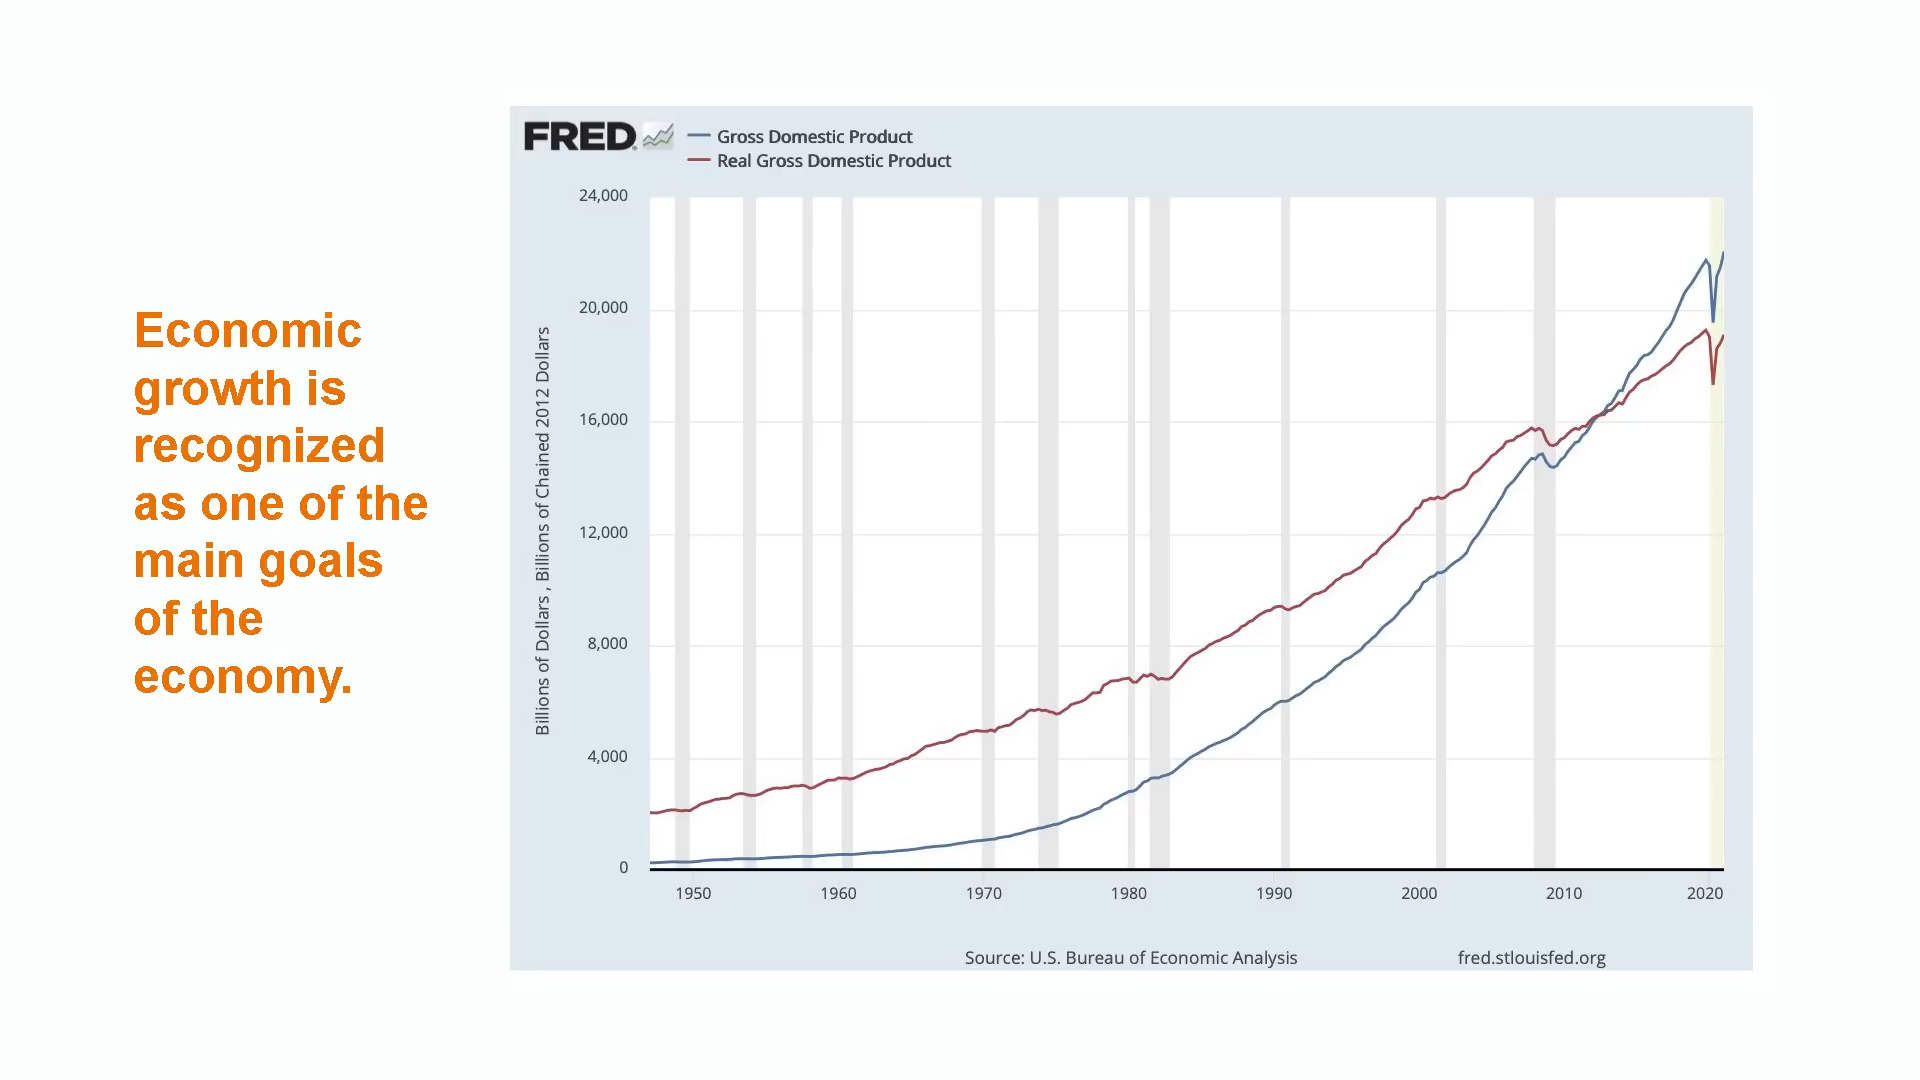 Economic
growth is
recognized
as one of the
main goals
of the
economy.
FRED
Gross Domestic Product
Real Gross Domestic Product
Billions of Dollars , Billions of Chained 2012 Dollars
24,000
20,000
16,000
12,000
8,000
4,000
0
1950 1960 1970 1980 1990 2000 2010 2020
Source: U.S. Bureau of Economic Analysis fred.stlouisfed.org